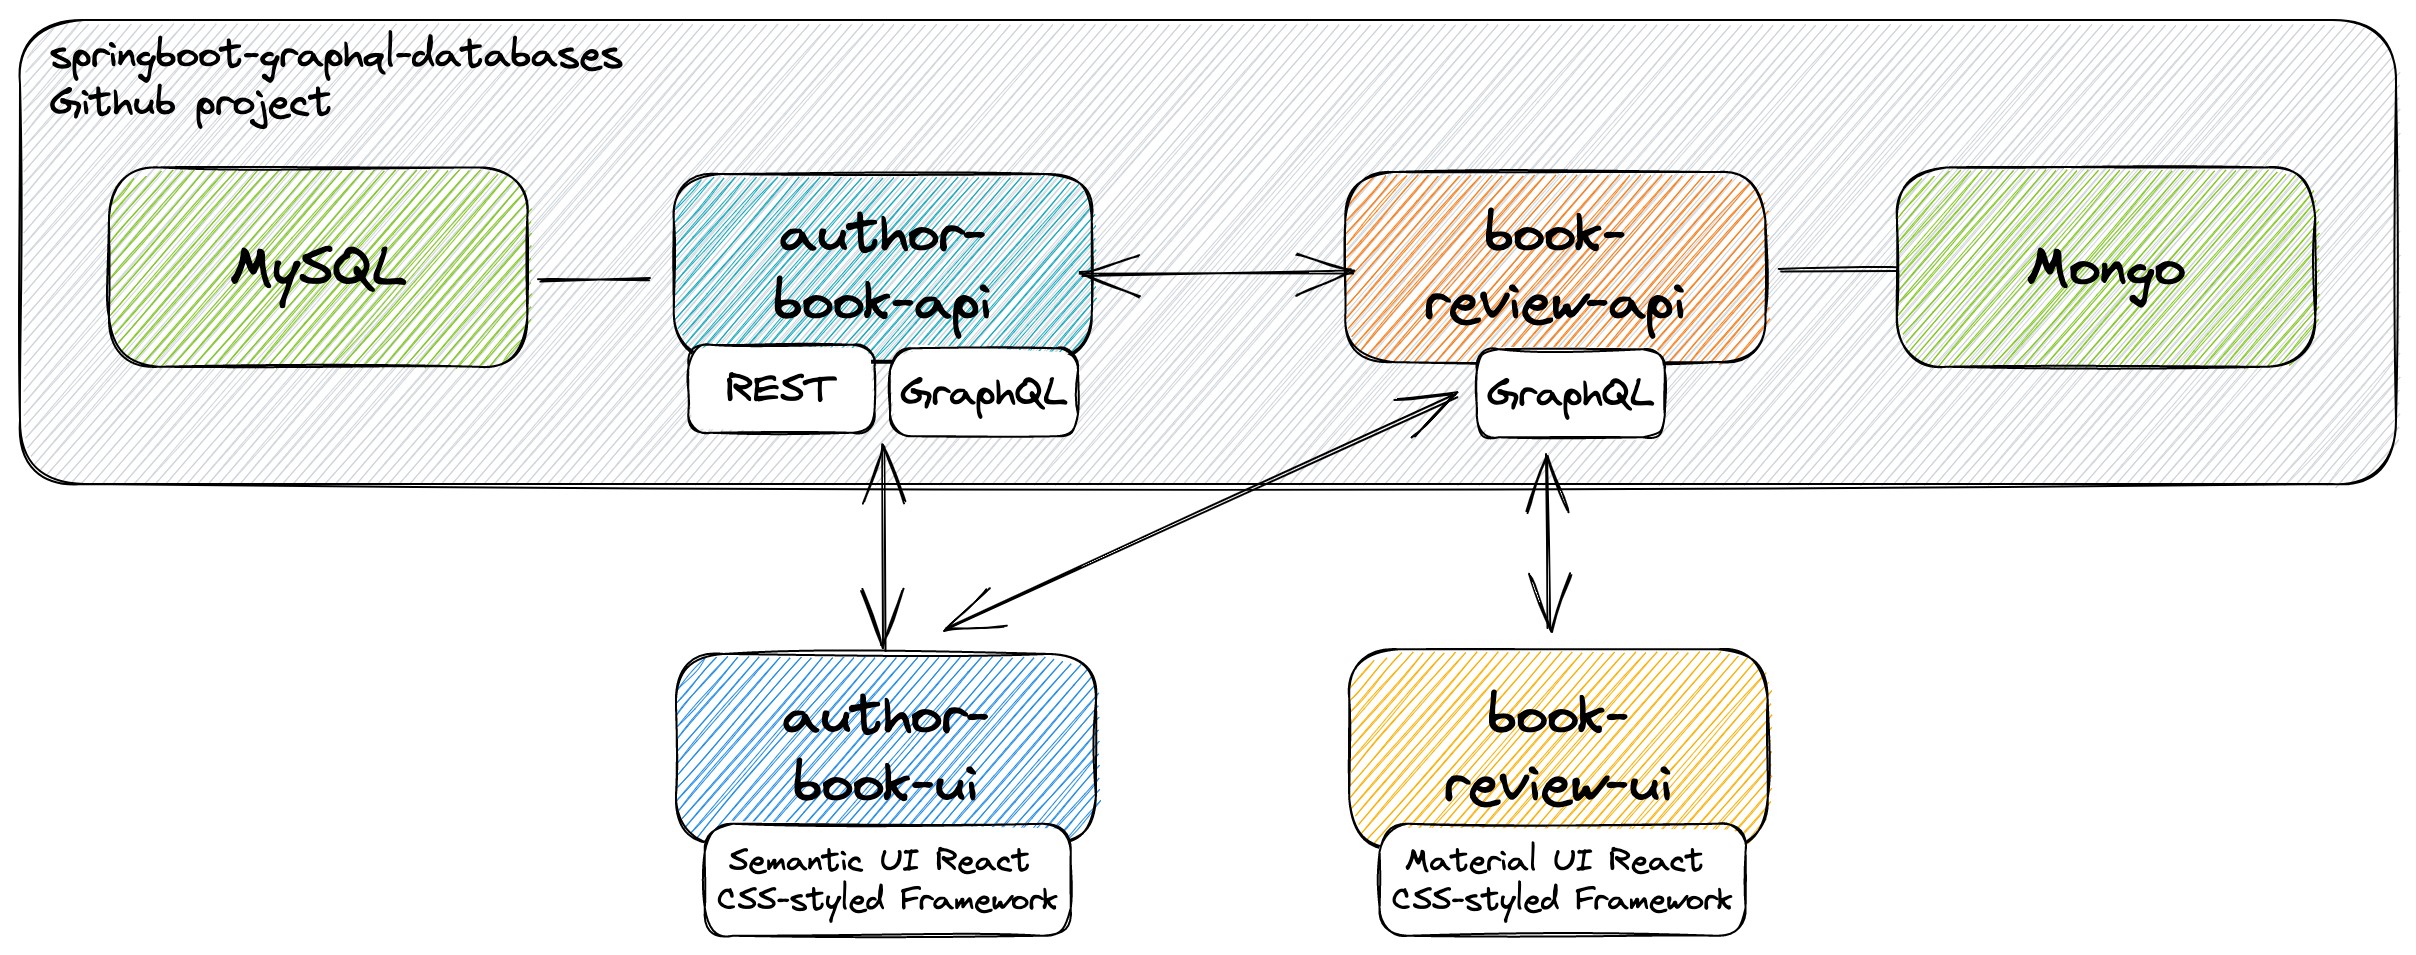 springboot-graphql-databases
Github project
MySQL
author-
book-api
book-
review-api
Mongo
REST
GraphQL
GraphQL
author-
book-ui
book-
review-ui
Semantic UI React
CSS-styled Framework
Material UI React
CSS-styled Framework